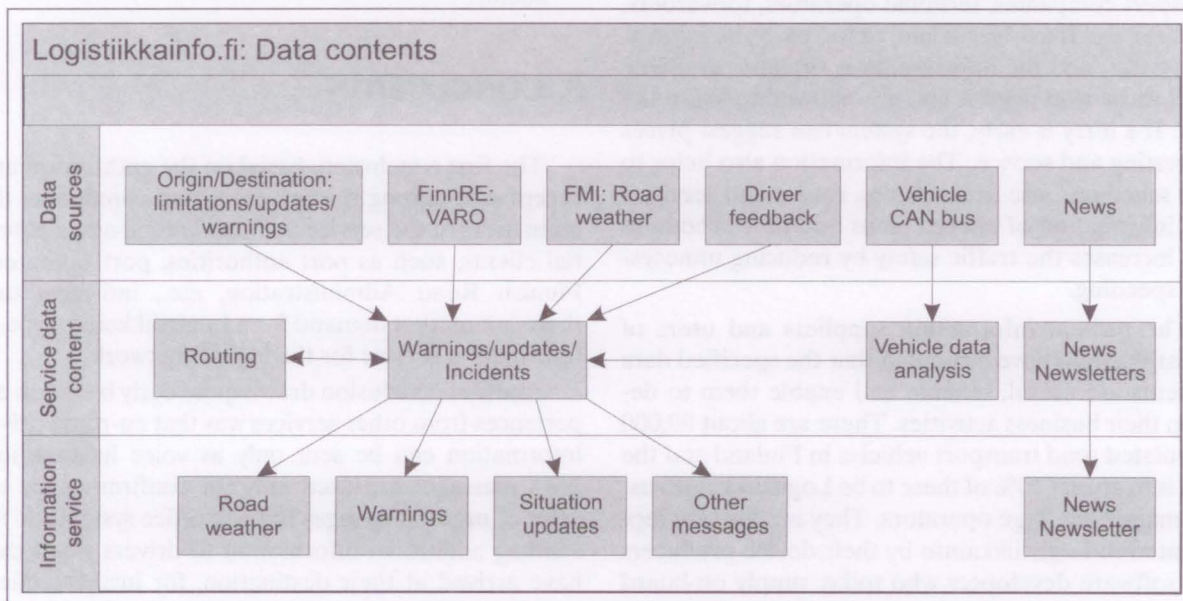 Logistiikkainfo.fi: Data contents
Data
sources
Origin/Destination:
limitations/updates/
warnings
FinnRE:
VARO
FMI: Road
weather
Driver
feedback
Vehicle
CAN bus
News
Service data
content
Routing
Warnings/updates/
Incidents
Vehicle data
analysis
News
Newsletters
Information
service
Road
weather
Warnings
Situation
updates
Other
messages
News
Newsletter